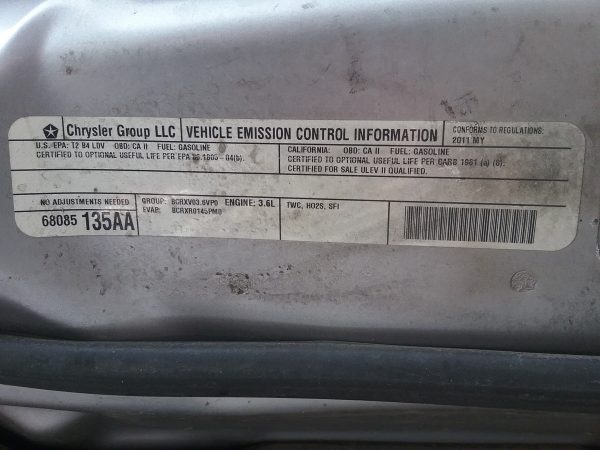 Chrysler Group LLC VEHICLE EMISSION CONTROL INFORMATION CONFORMS TO REGULATIONS:
2011 MY
U.S. EPA: T2 B4 LDV OBD: CA II FUEL: GASOLINE
CERTIFIED TO OPTIONAL USEFUL LIFE PER EPA
CALIFORNIA: OBD: CA II FUEL: GASOLINE
CERTIFIED TO OPTIONAL USEFUL LIFE PER CARB 1961 (a) (8).
CERTIFIED FOR SALE ULEV II QUALIFIED.
NO ADJUSTMENTS NEEDED
68085 135AA
GROUP: BCRXV03.6VP0 ENGINE: 3.6L
EVAP: BCRXR0145PM0
TWC, HO2S, SFI